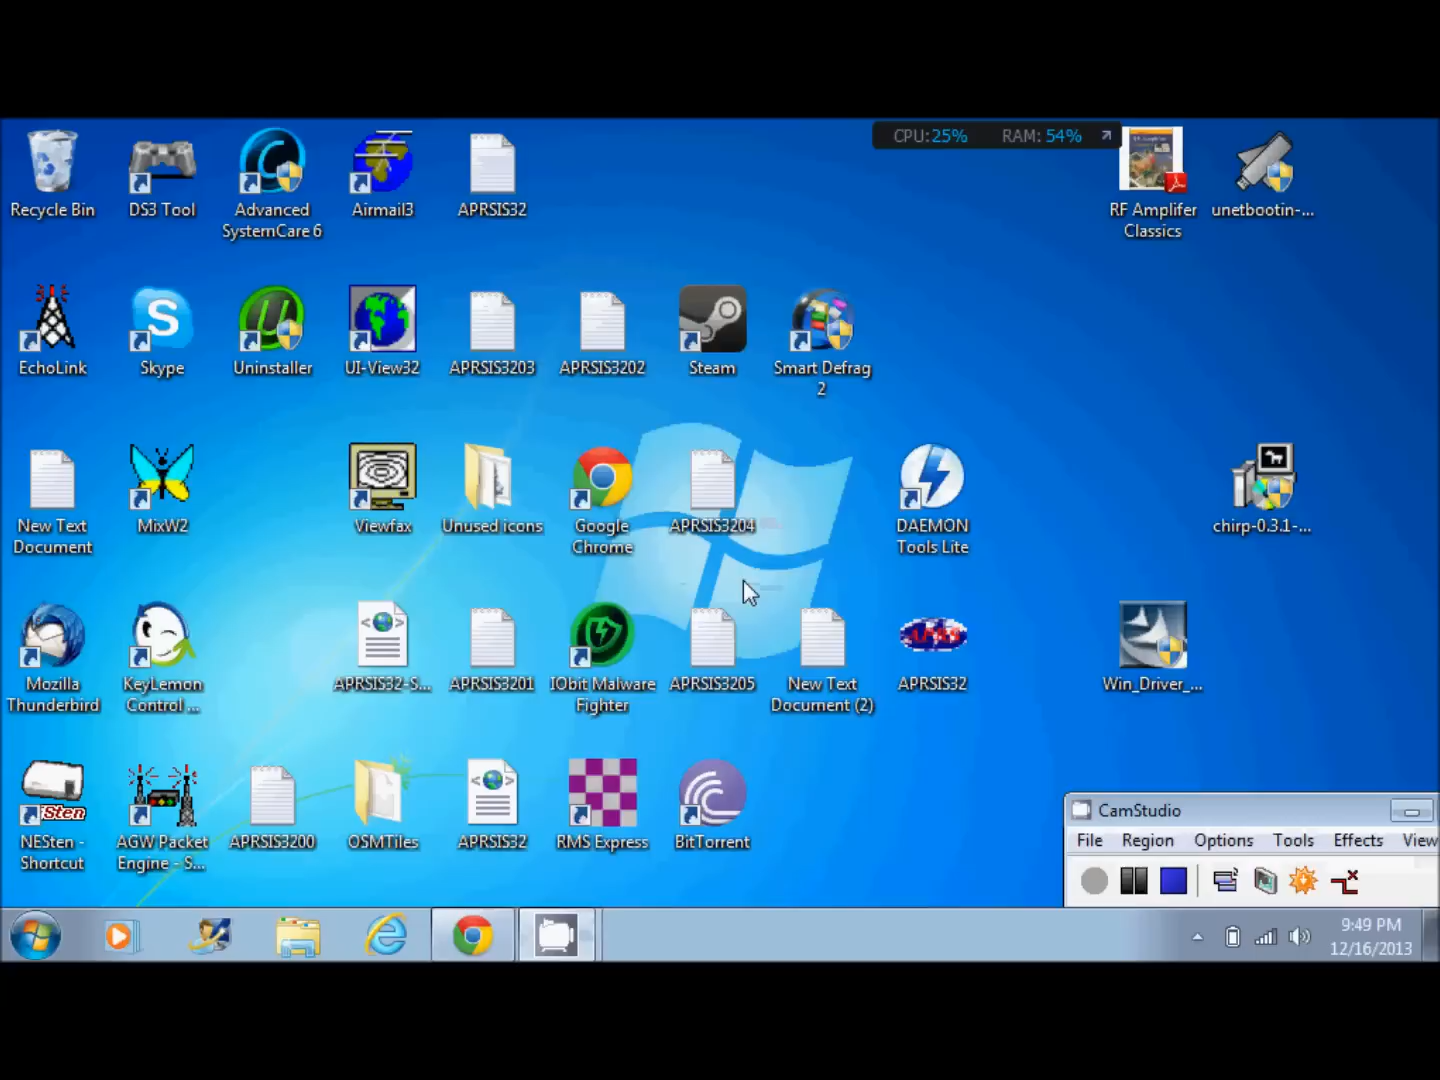 CPU: 25% RAM: 54%
Recycle Bin
DS3 Tool
Advanced
SystemCare 6
Airmail3
APRSIS32
RF Amplifer
Classics
unetbootin-...
EchoLink
Skype
Uninstaller
UI-View32
APRSIS3203
APRSIS3202
Steam
Smart Defrag
2
New Text
Document
MixW2
Viewfax
Unused icons
Google
Chrome
APRSIS3204
DAEMON
Tools Lite
chirp-0.3.1-...
Mozilla
Thunderbird
KeyLemon
Control ...
APRSIS32-S...
APRSIS3201
IObit Malware
Fighter
APRSIS3205
New Text
Document (2)
APRS
APRSIS32
Win_Driver_...
Sten
NESten -
Shortcut
AGW Packet
Engine - S...
APRSIS3200
OSMTiles
APRSIS32
RMS Express
BitTorrent
CamStudio
File Region Options Tools Effects View
9:49 PM
12/16/2013